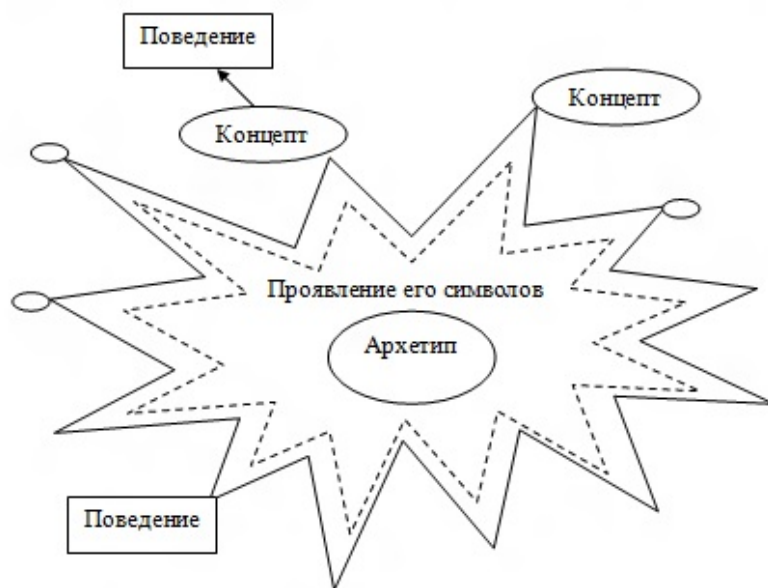 Поведение
Концепт
Концепт
Проявление его символов
Архетип
Поведение